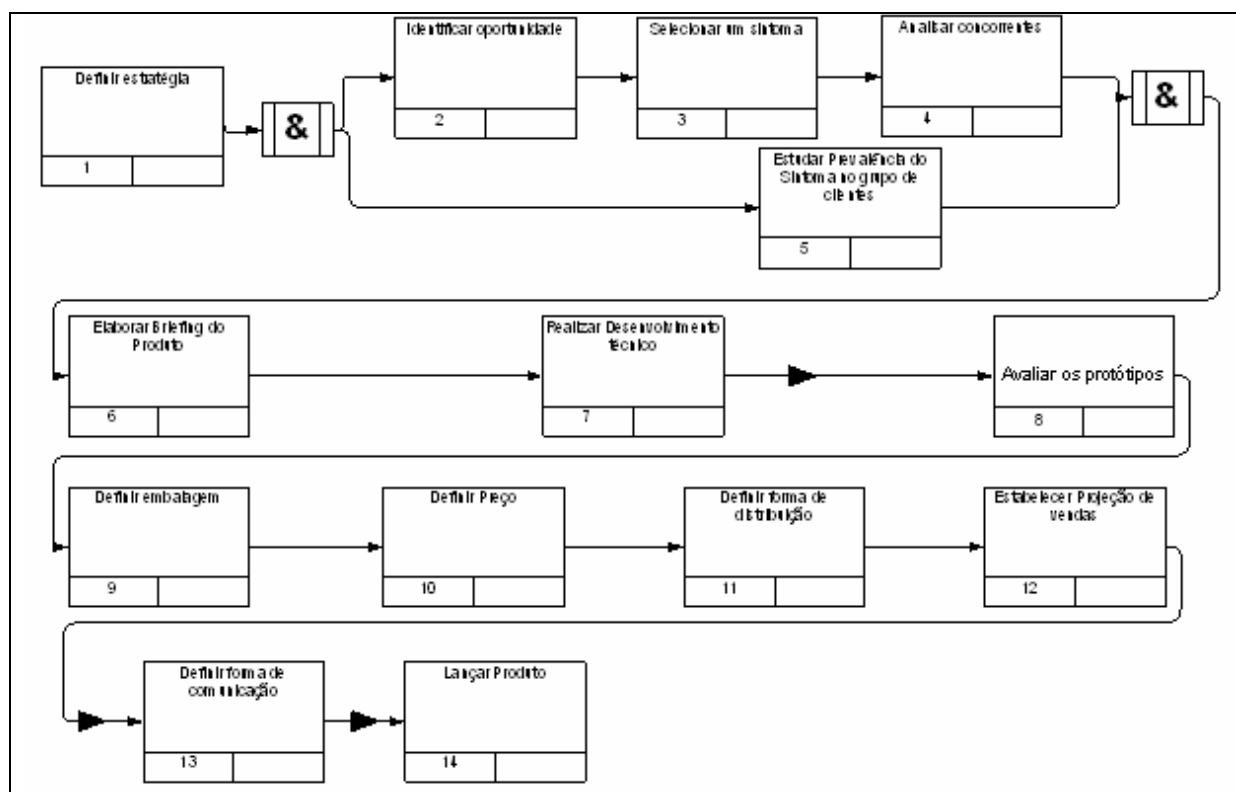 Definir estratégia
1
&
Identificar oportunidade
2
Selecionar um sintoma
3
Analisar concorrentes
4
Estudar Prevalência do
Sintoma no grupo de
clientes
5
&
Elaborar Briefing do
Produto
6
Realizar Desenvolvimento
técnico
7
Avaliar os protótipos
8
Definir embalagem
9
Definir Preço
10
Definir forma de
distribuição
11
Estabelecer Projeção de
vendas
12
Definir forma de
comunicação
13
Lançar Produto
14